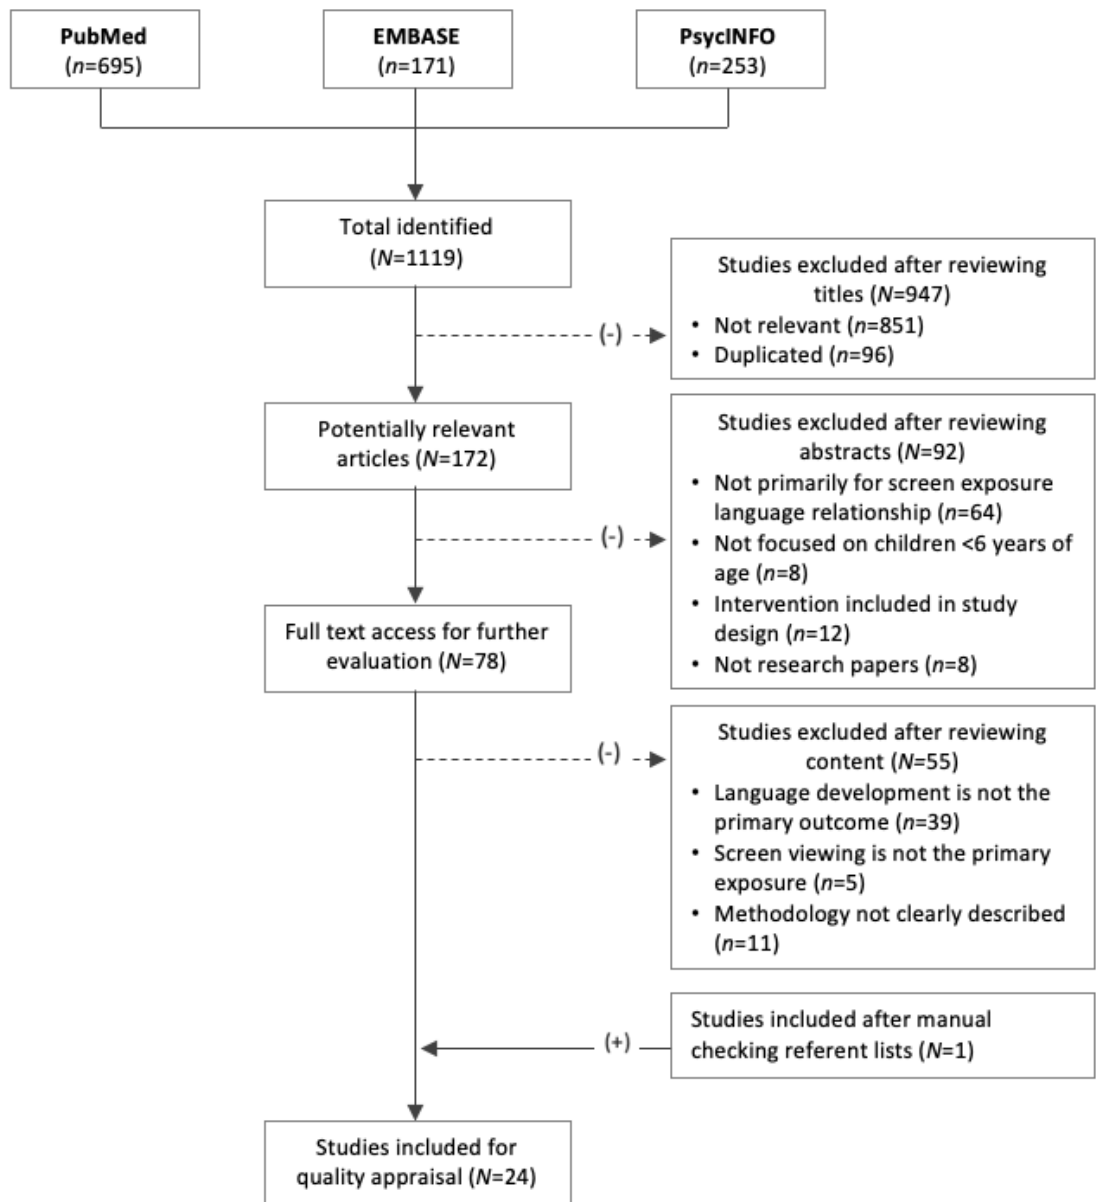 PubMed
(n=695)
EMBASE
(n=171)
PsycINFO
(n=253)
Total identified
(N=1119)
Studies excluded after reviewing
titles (N=947)
• Not relevant (n=851)
• Duplicated (n=96)
(-)
Potentially relevant
articles (N=172)
Studies excluded after reviewing
abstracts (N=92)
• Not primarily for screen exposure
language relationship (n=64)
• Not focused on children <6 years of
age (n=8)
• Intervention included in study
design (n=12)
• Not research papers (n=8)
(-)
Full text access for further
evaluation (N=78)
Studies excluded after reviewing
content (N=55)
• Language development is not the
primary outcome (n=39)
• Screen viewing is not the primary
exposure (n=5)
• Methodology not clearly described
(n=11)
(-)
Studies included after manual
checking referent lists (N=1)
(+)
Studies included for
quality appraisal (N=24)